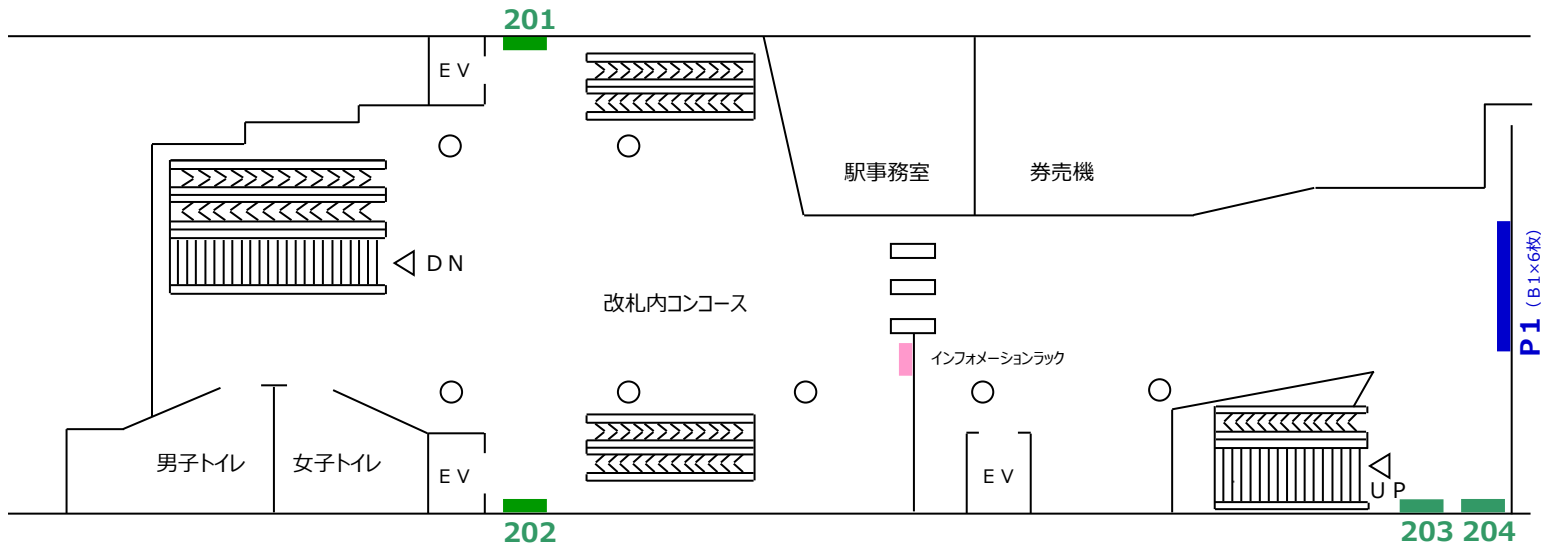 201
ＥＶ
駅事務室
券売機
ＤＮ
改札内コンコース
P1（B1×6枚）
インフォメーションラック
男子トイレ
女子トイレ
ＥＶ
ＥＶ
ＵＰ
202
203
204